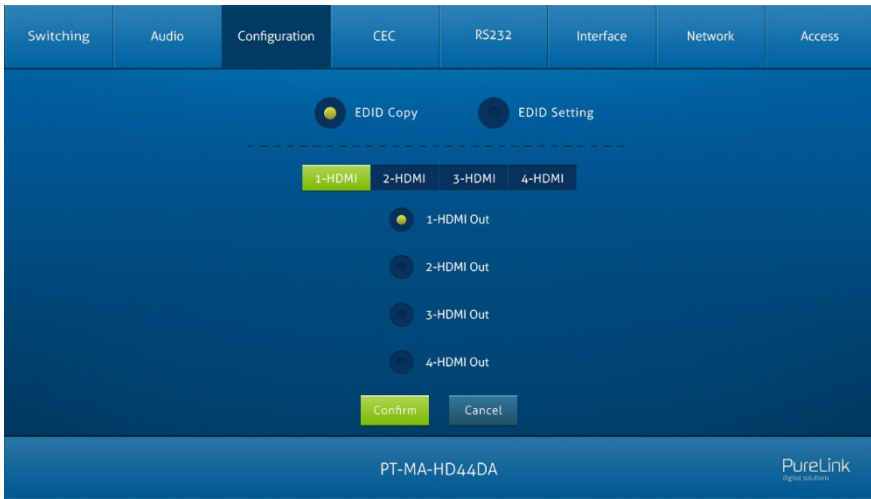 Switching Audio Configuration CEC RS232 Interface Network Access
EDID Copy EDID Setting
1-HDMI 2-HDMI 3-HDMI 4-HDMI
1-HDMI Out
2-HDMI Out
3-HDMI Out
4-HDMI Out
Confirm Cancel
PT-MA-HD44DA
PureLink
digital solutions